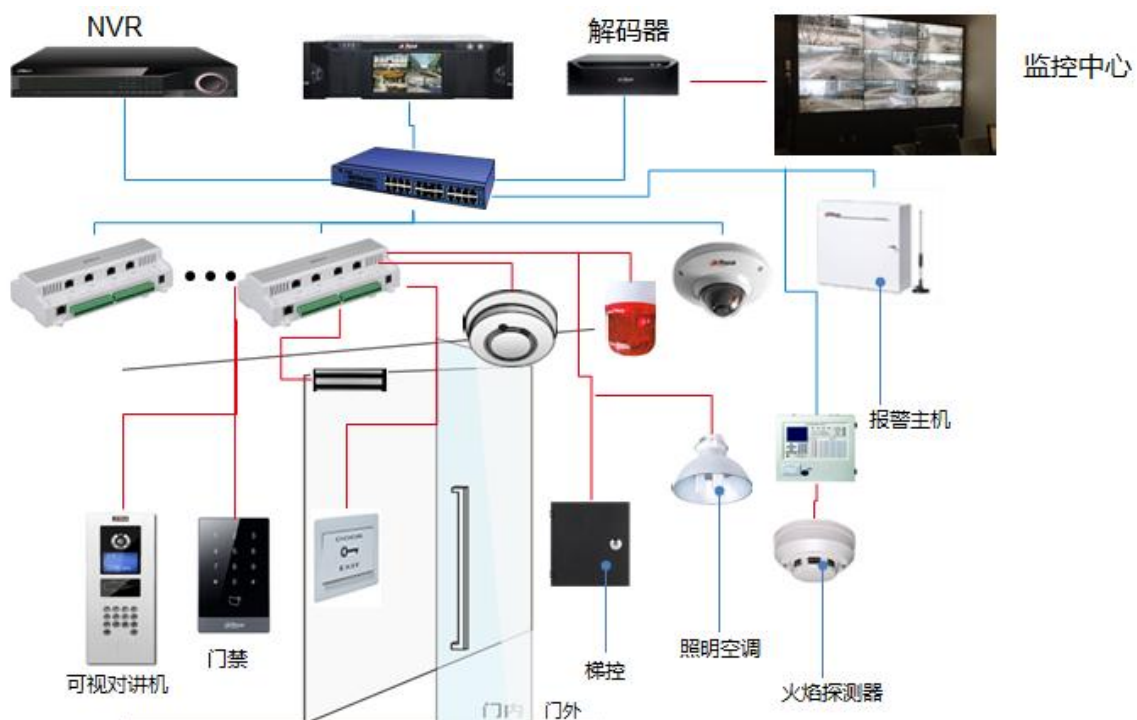 NVR
解码器
监控中心
报警主机
照明空调
门禁
梯控
可视对讲机
火焰探测器
门内
门外